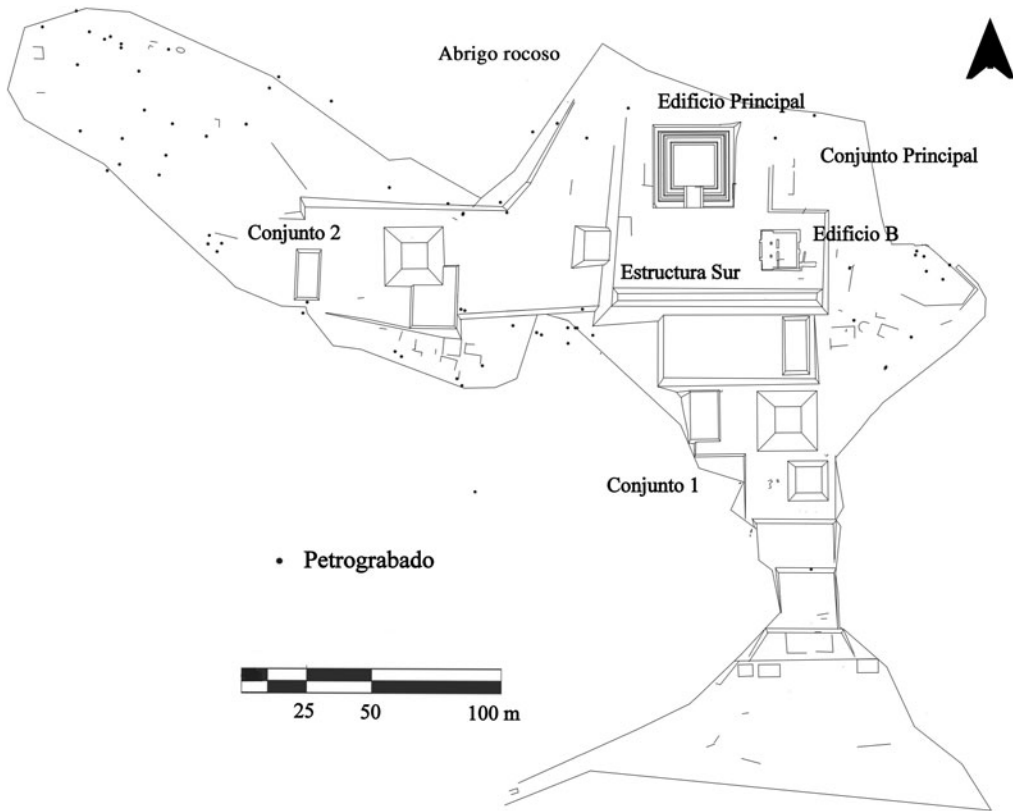 Abrigo rocoso
Edificio Principal
Conjunto Principal
Conjunto 2
Edificio B
Estructura Sur
Conjunto 1
• Petrograbado
25 50 100 m